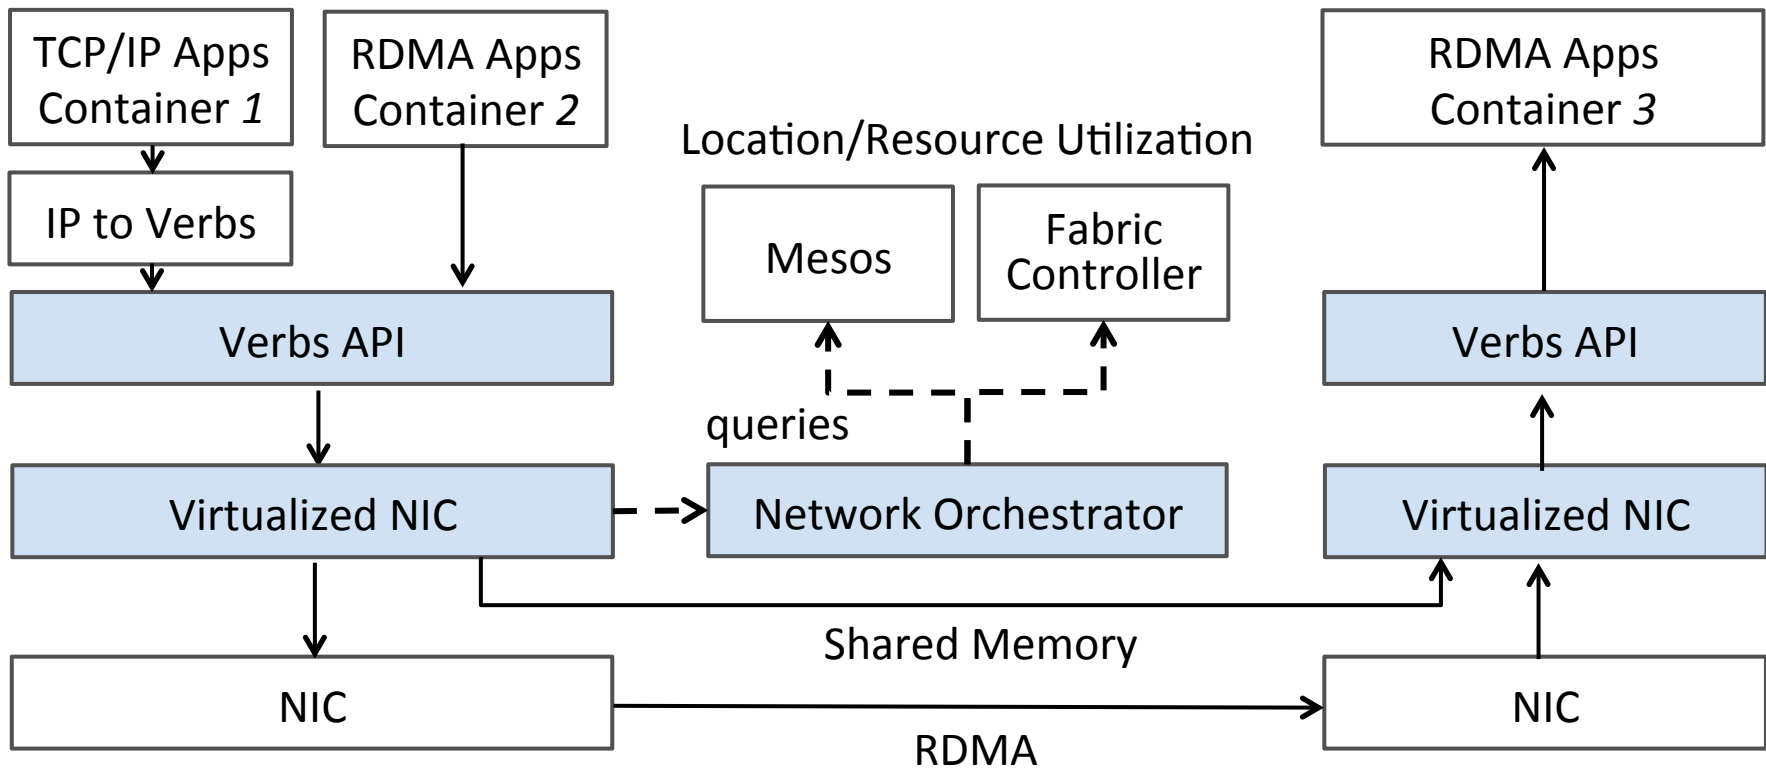 TCP/IP Apps
Container 1
RDMA Apps
Container 2
RDMA Apps
Container 3
Location/Resource Utilization
IP to Verbs
Mesos
Fabric
Controller
Verbs API
Verbs API
queries
Virtualized NIC
Network Orchestrator
Virtualized NIC
Shared Memory
NIC
NIC
RDMA